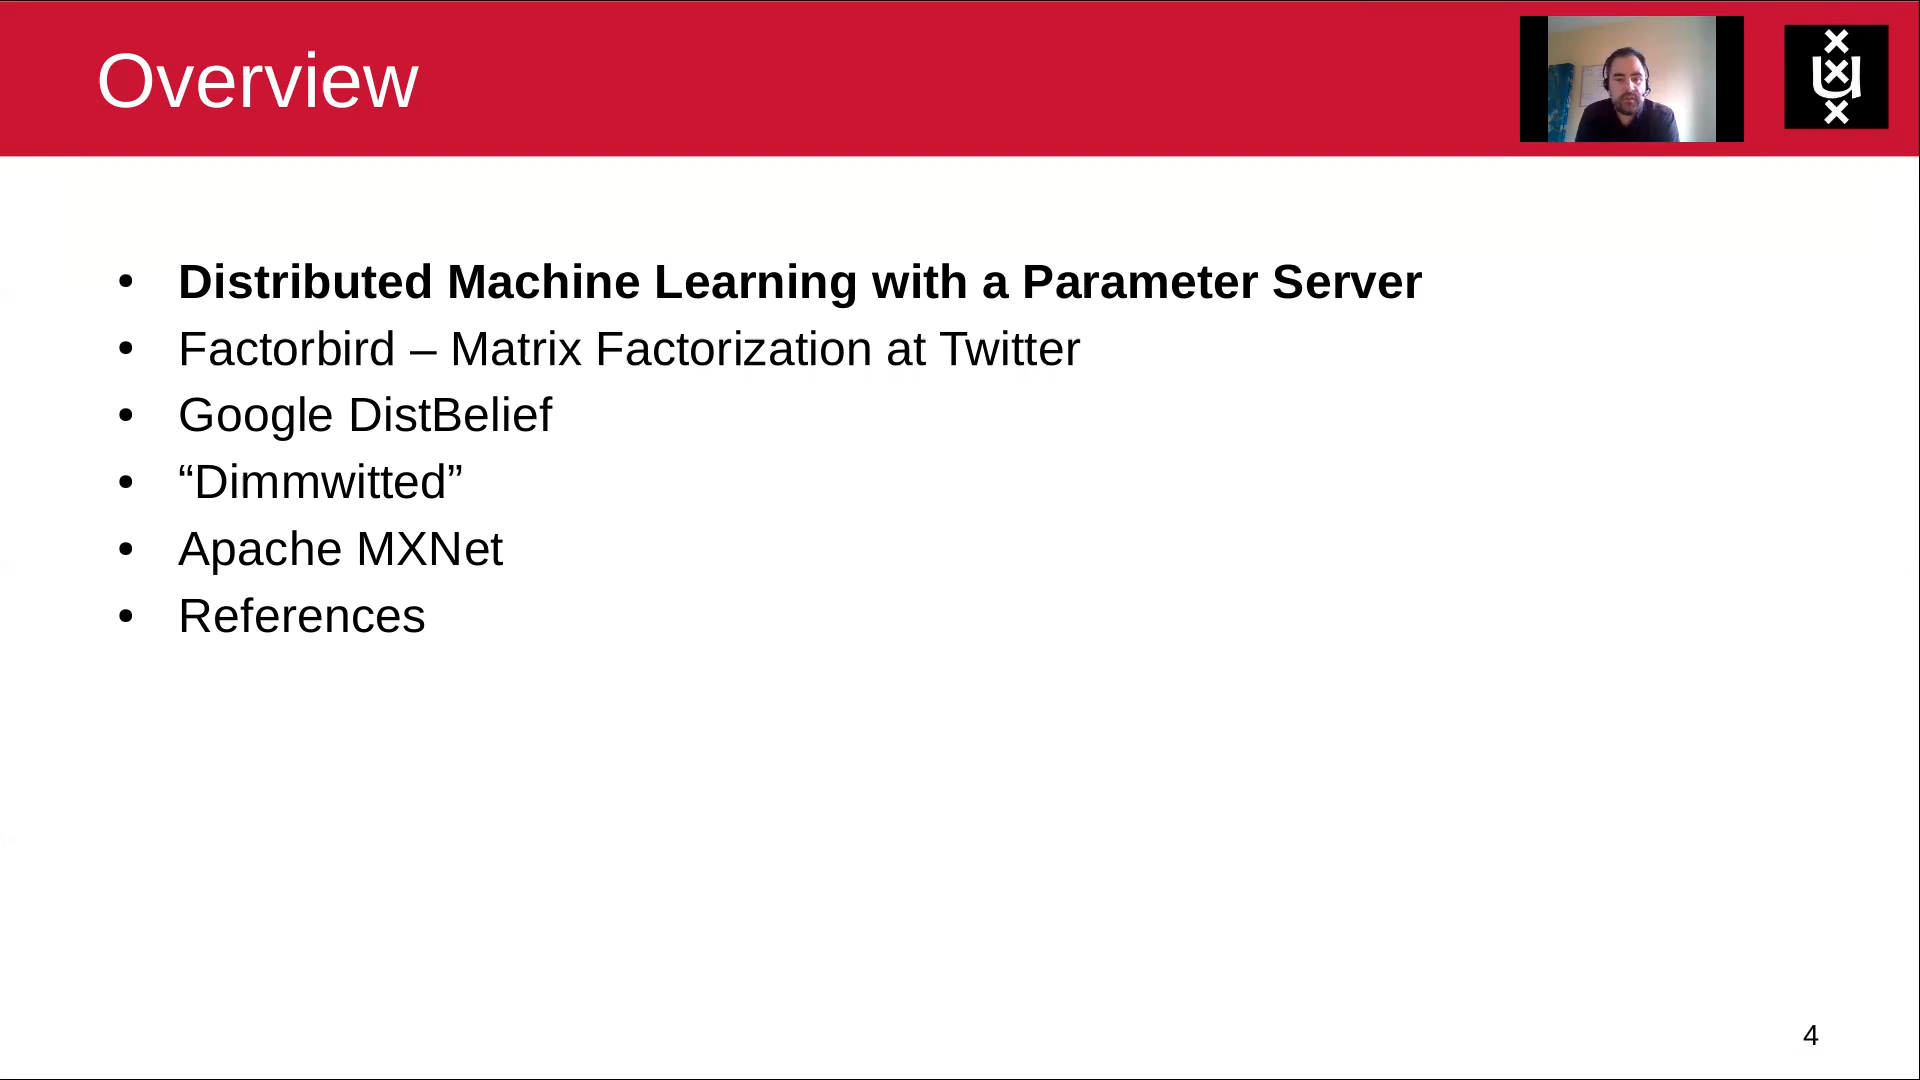 Overview
• Distributed Machine Learning with a Parameter Server
• Factorbird – Matrix Factorization at Twitter
• Google DistBelief
• “Dimmwitted”
• Apache MXNet
• References
4